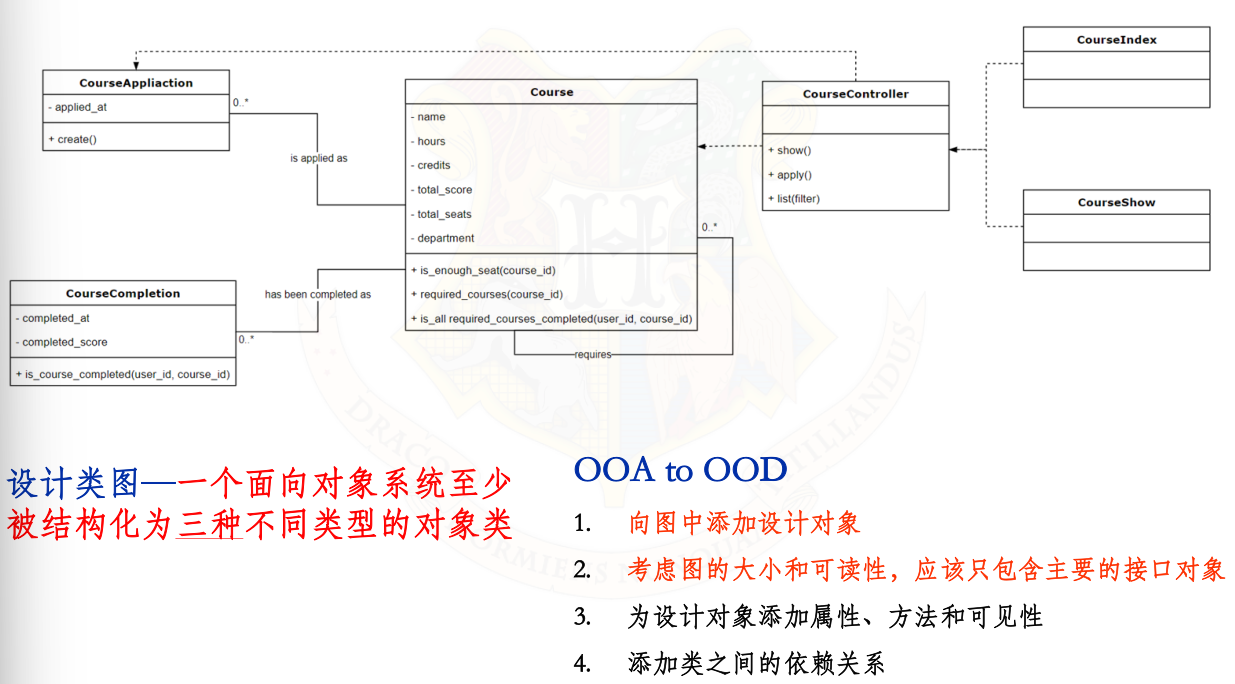 CourseIndex
CourseAppliaction
- applied_at
+ create()
0..*
is applied as
Course
- name
- hours
- credits
- total_score
- total_seats
- department
+ is_enough_seat(course_id)
+ required_courses(course_id)
+ is_all required_courses_completed(user_id, course_id)
0..*
requires
CourseController
+ show()
+ apply()
+ list(filter)
CourseShow
CourseCompletion
- completed_at
- completed_score
+ is_course_completed(user_id, course_id)
has been completed as
0..*
设计类图—一个面向对象系统至少
被结构化为三种不同类型的对象类
OOA to OOD
1. 向图中添加设计对象
2. 考虑图的大小和可读性，应该只包含主要的接口对象
3. 为设计对象添加属性、方法和可见性
4. 添加类之间的依赖关系